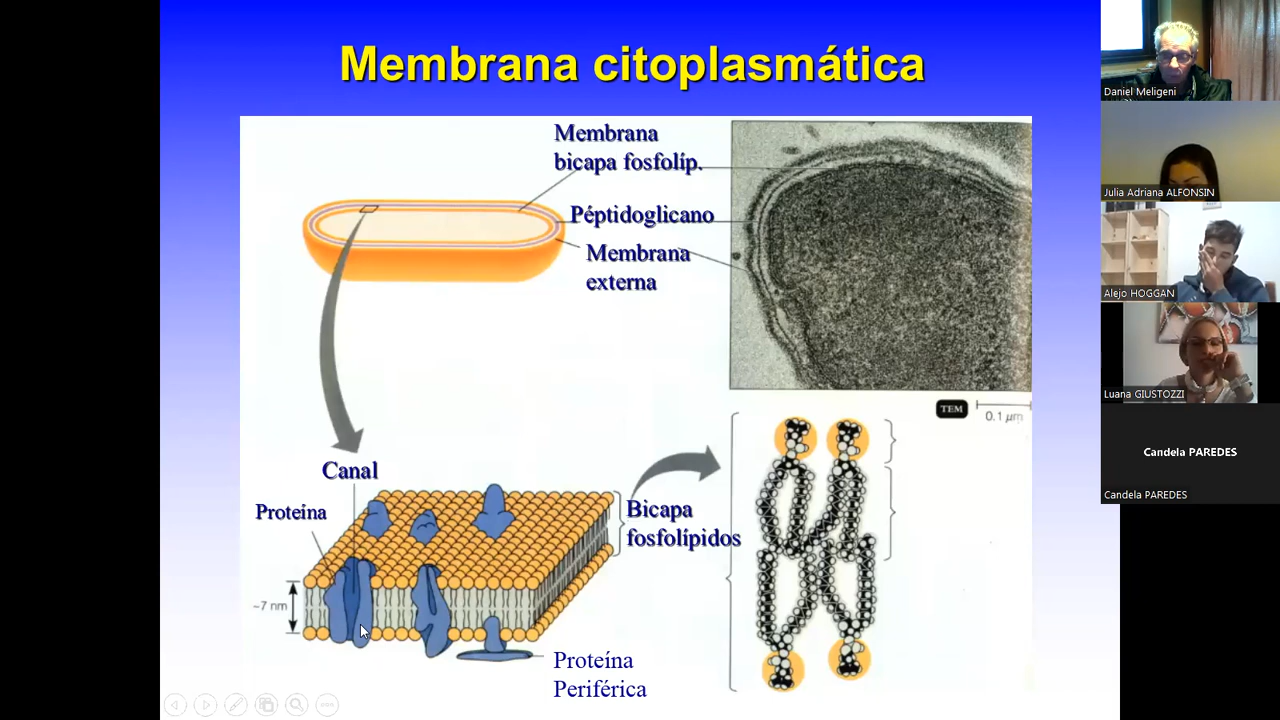 Membrana citoplasmática
Membrana
bicapa fosfolíp.
Péptidoglicano
Membrana
externa
TEM
0.1 µm
Canal
Proteína
Bicapa
fosfolípidos
~7 nm
Proteína
Periférica
Daniel Meligeni
Julia Adriana ALFONSIN
Alejo HOGGAN
Luana GIUSTOZZI
Candela PAREDES
Candela PAREDES